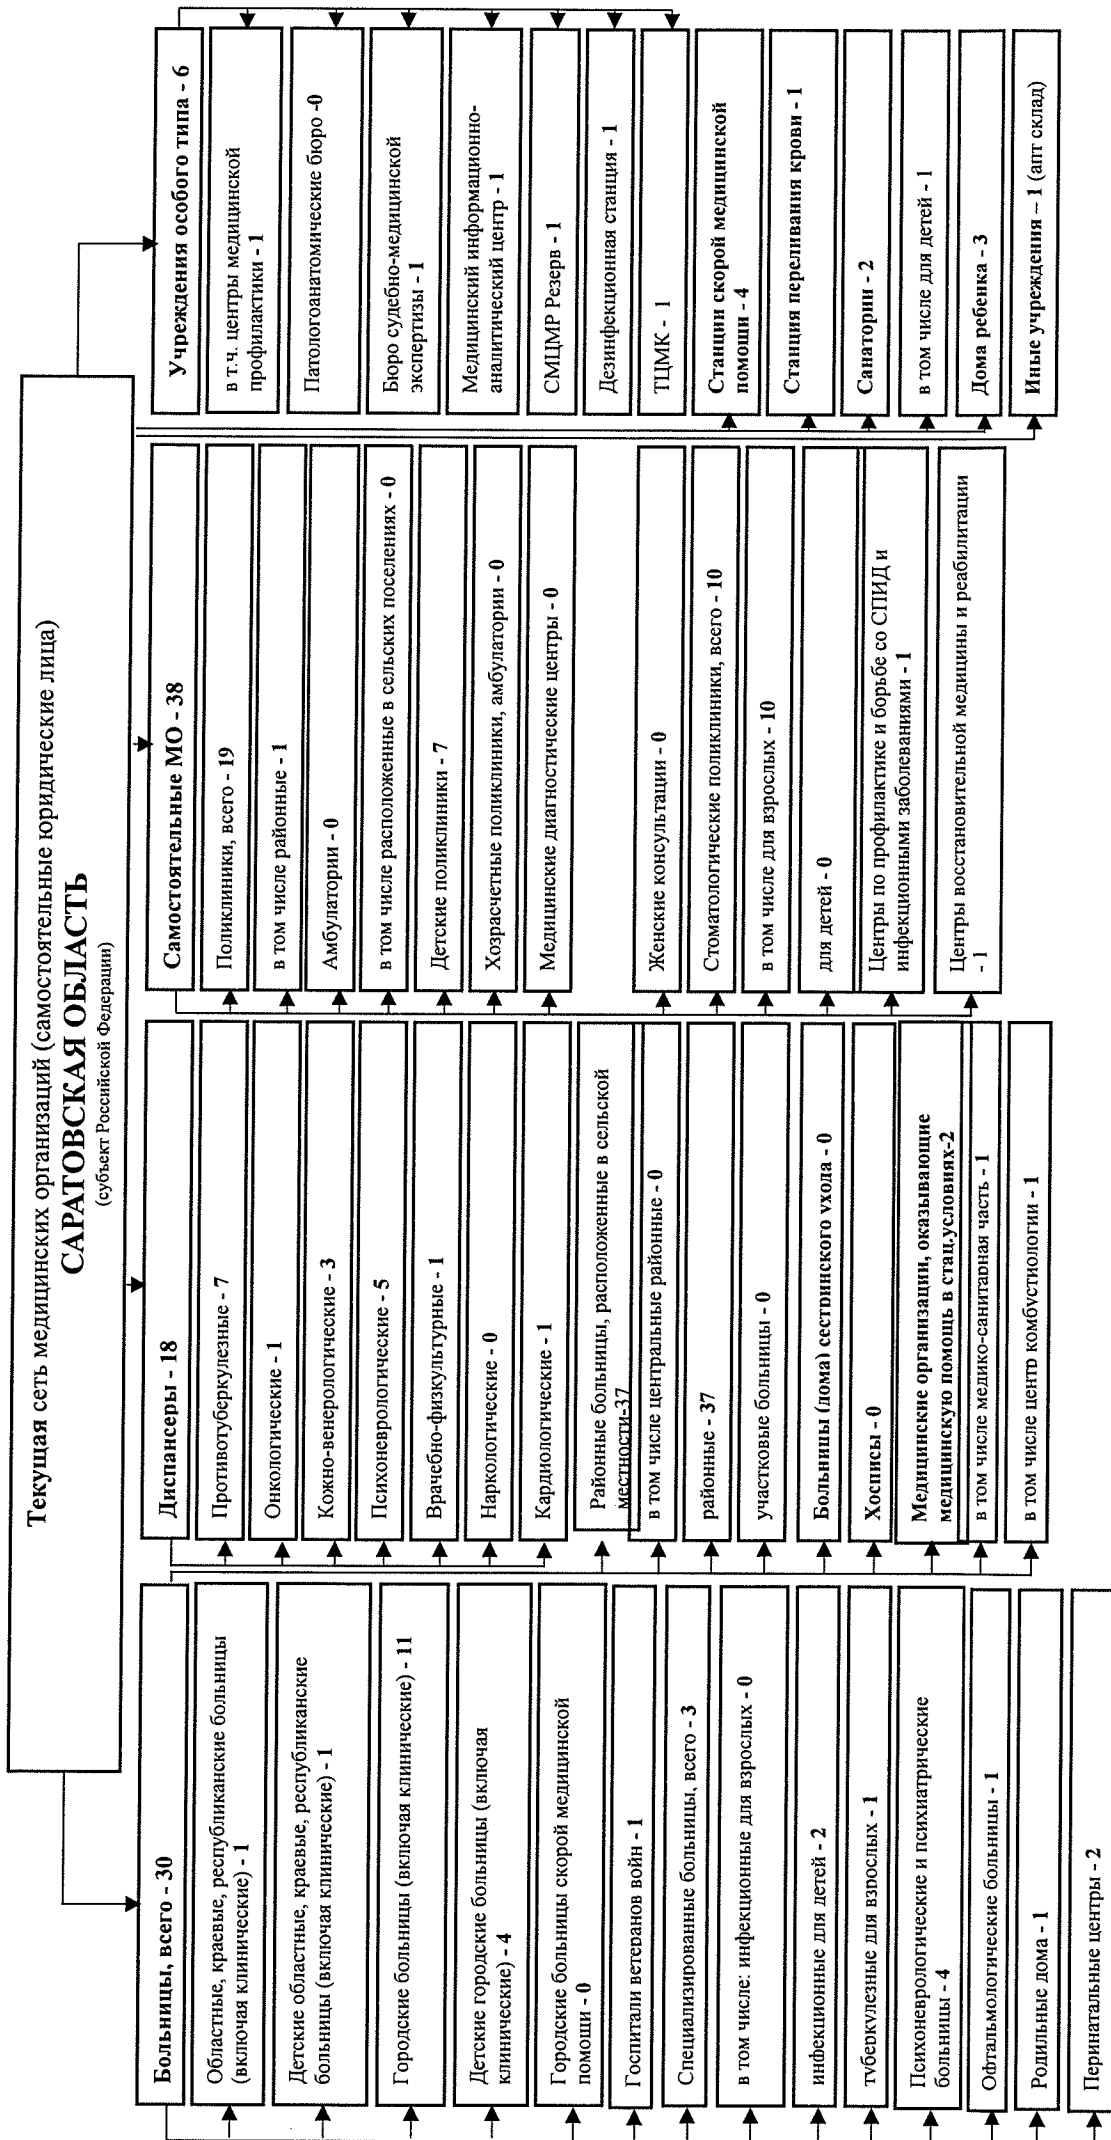 Текущая сеть медицинских организаций (самостоятельные юридические лица)
САРАТОВСКАЯ ОБЛАСТЬ
(субъект Российской Федерации)
Больницы, всего - 30
Областные, краевые, республиканские больницы
(включая клинические) - 1
Детские областные, краевые, республиканские
больницы (включая клинические) - 1
Городские больницы (включая клинические) - 11
Детские городские больницы (включая
клинические) - 4
Городские больницы скорой медицинской
помощи - 0
Госпитали ветеранов войн - 1
Специализированные больницы, всего - 3
в том числе: инфекционные для взрослых - 0
инфекционные для детей - 2
туберкулезные для взрослых - 1
Психоневрологические и психиатрические
больницы - 4
Офтальмологические больницы - 1
Родильные дома - 1
Перинатальные центры - 2
Диспансеры - 18
Противотуберкулезные - 7
Онкологические - 1
Кожно-венерологические - 3
Психоневрологические - 5
Врачебно-физкультурные - 1
Наркологические - 0
Кардиологические - 1
Районные больницы, расположенные в сельской
местности-37
в том числе центральные районные - 0
районные - 37
участковые больницы - 0
Больницы (дома) сестринского ухода - 0
Хосписы - 0
Медицинские организации, оказывающие
медицинскую помощь в стац.условиях-2
в том числе медико-санитарная часть - 1
в том числе центр комбустиологии - 1
Самостоятельные МО - 38
Поликлиники, всего - 19
в том числе районные - 1
Амбулатории - 0
в том числе расположенные в сельских поселениях - 0
Детские поликлиники - 7
Хозрасчетные поликлиники, амбулатории - 0
Медицинские диагностические центры - 0
Женские консультации - 0
Стоматологические поликлиники, всего - 10
в том числе для взрослых - 10
для детей - 0
Центры по профилактике и борьбе со СПИД и
инфекционными заболеваниями - 1
Центры восстановительной медицины и реабилитации
- 1
Учреждения особого типа - 6
в т.ч. центры медицинской
профилактики - 1
Патологоанатомические бюро -0
Бюро судебно-медицинской
экспертизы - 1
Медицинский информационно-
аналитический центр - 1
СМЦМР Резерв - 1
Дезинфекционная станция - 1
ТЦМК - 1
Станции скорой медицинской
помощи - 4
Станция переливания крови - 1
Санатории - 2
в том числе для детей - 1
Дома ребенка - 3
Иные учреждения – 1 (апт склад)